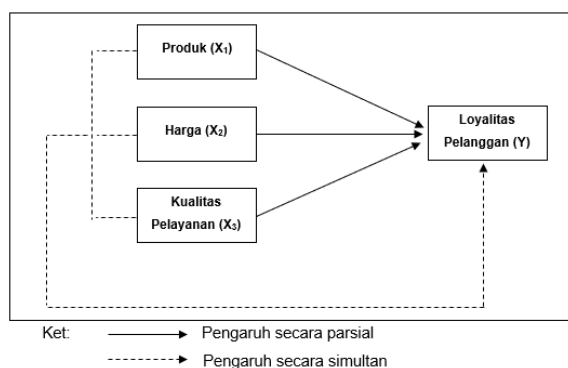 Produk (X₁)
Harga (X₂)
Kualitas
Pelayanan (X₃)
Loyalitas
Pelanggan (Y)
Ket:
Pengaruh secara parsial
Pengaruh secara simultan